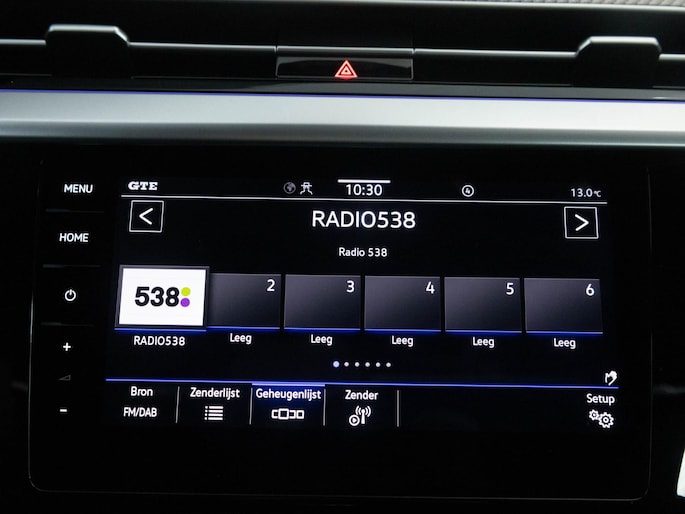 MENU
HOME
GTE
10:30
4
13.0°C
RADIO538
Radio 538
538
2
3
4
5
6
RADIO538
Leeg
Leeg
Leeg
Leeg
Leeg
Bron
FM/DAB
Zenderlijst
Geheugenlijst
Zender
Setup